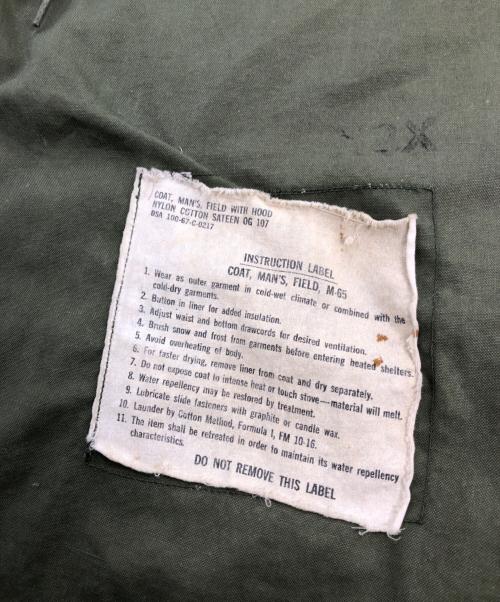 COAT, MAN'S, FIELD WITH HOOD
NYLON COTTON SATEEN OG 107
DSA 100-67-C-0217
INSTRUCTION LABEL
COAT, MAN'S, FIELD, M-65
1. Wear as outer garment in cold-wet climate or combined with the
cold-dry garments.
2. Button in liner for added insulation.
3. Adjust waist and bottom drawcords for desired ventilation.
4. Brush snow and frost from garments before entering heated shelters.
5. Avoid overheating of body.
6. For faster drying, remove liner from coat and dry separately.
7. Do not expose coat to intense heat or touch stove—material will melt.
8. Water repellency may be restored by treatment.
9. Lubricate slide fasteners with graphite or candle wax.
10. Launder by Cotton Method, Formula I, FM 10-16.
11. The item shall be retreated in order to maintain its water repellency
characteristics.
DO NOT REMOVE THIS LABEL